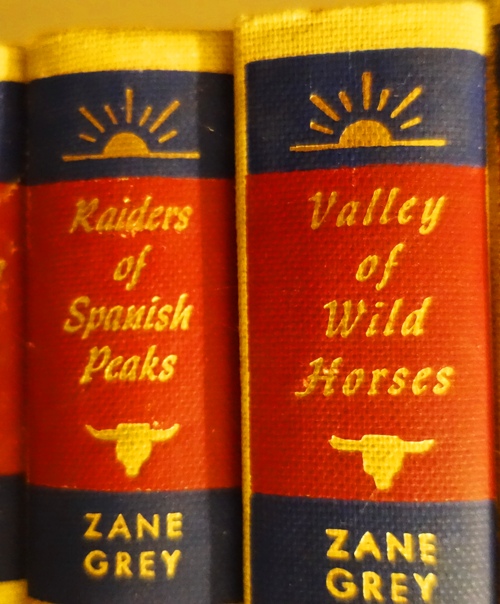 Raiders
of
Spanish
Peaks
ZANE
GREY
Valley
of
Wild
Horses
ZANE
GREY